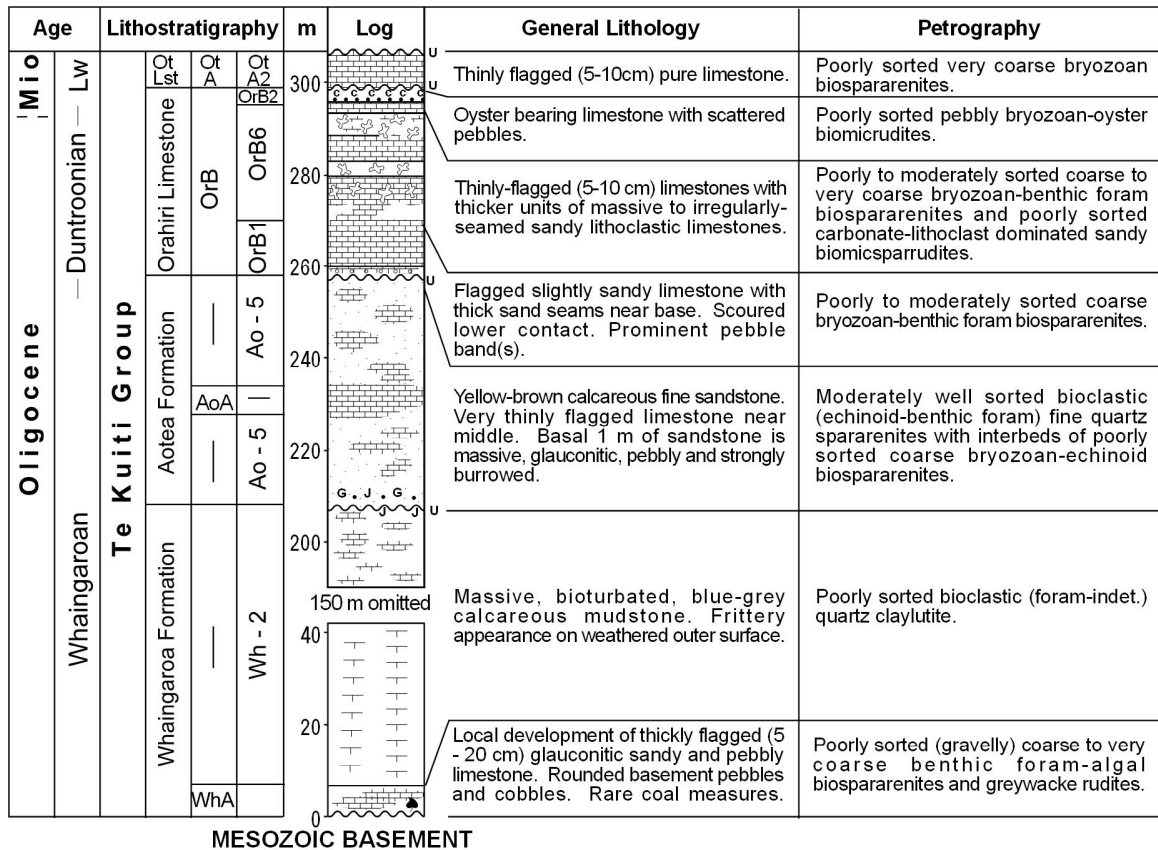 Age Lithostratigraphy m Log General Lithology Petrography
Mio
Oligocene
Lw
Duntroonian
Whaingaroan
Te Kuiti Group
Ot
Lst
Orahiri Limestone
Aotea Formation
Whaingaroa Formation
Ot
A
OrB
AoA
WhA
Ot
A2
OrB2
OrB6
OrB1
Ao - 5
Ao - 5
Wh - 2
300
280
260
240
220
200
150 m omitted
40
20
0
U
U
C C C C C C
U
G J G
J J U
Thinly flagged (5-10cm) pure limestone.
Oyster bearing limestone with scattered
pebbles.
Thinly-flagged (5-10 cm) limestones with
thicker units of massive to irregularly-
seamed sandy lithoclastic limestones.
Flagged slightly sandy limestone with
thick sand seams near base. Scoured
lower contact. Prominent pebble
band(s).
Yellow-brown calcareous fine sandstone.
Very thinly flagged limestone near
middle. Basal 1 m of sandstone is
massive, glauconitic, pebbly and strongly
burrowed.
Massive, bioturbated, blue-grey
calcareous mudstone. Frittery
appearance on weathered outer surface.
Local development of thickly flagged (5
- 20 cm) glauconitic sandy and pebbly
limestone. Rounded basement pebbles
and cobbles. Rare coal measures.
Poorly sorted very coarse bryozoan
biospararenites.
Poorly sorted pebbly bryozoan-oyster
biomicrudites.
Poorly to moderately sorted coarse to
very coarse bryozoan-benthic foram
biospararenites and poorly sorted
carbonate-lithoclast dominated sandy
biomicsparrudites.
Poorly to moderately sorted coarse
bryozoan-benthic foram biospararenites.
Moderately well sorted bioclastic
(echinoid-benthic foram) fine quartz
spararenites with interbeds of poorly
sorted coarse bryozoan-echinoid
biospararenites.
Poorly sorted bioclastic (foram-indet.)
quartz claylutite.
Poorly sorted (gravelly) coarse to very
coarse benthic foram-algal
biospararenites and greywacke rudites.
MESOZOIC BASEMENT